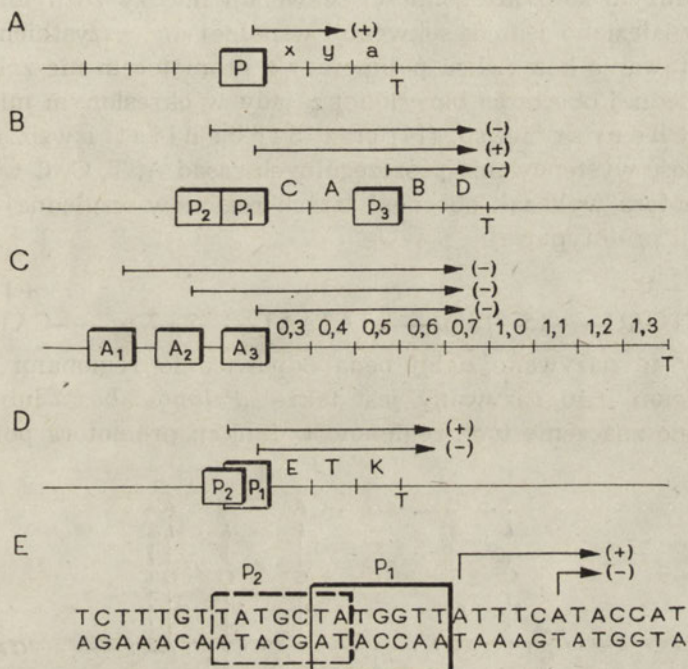 A
(+)
x y a
P
T
B
(-)
(+)
(-)
P2 P1 C A P3 B D
T
C
(-)
(-)
(-)
0,3 0,4 0,5 0,6 0,7 1,0 1,1 1,2 1,3
A1 A2 A3
T
D
(+)
(-)
P2 P1 E T K
T
E
P2 P1 (+)
(-)
TCTTTGTTATGCTATGGTTATTTCATACCAT
AGAAACAATACGATACCAATAAAGTATGGTA